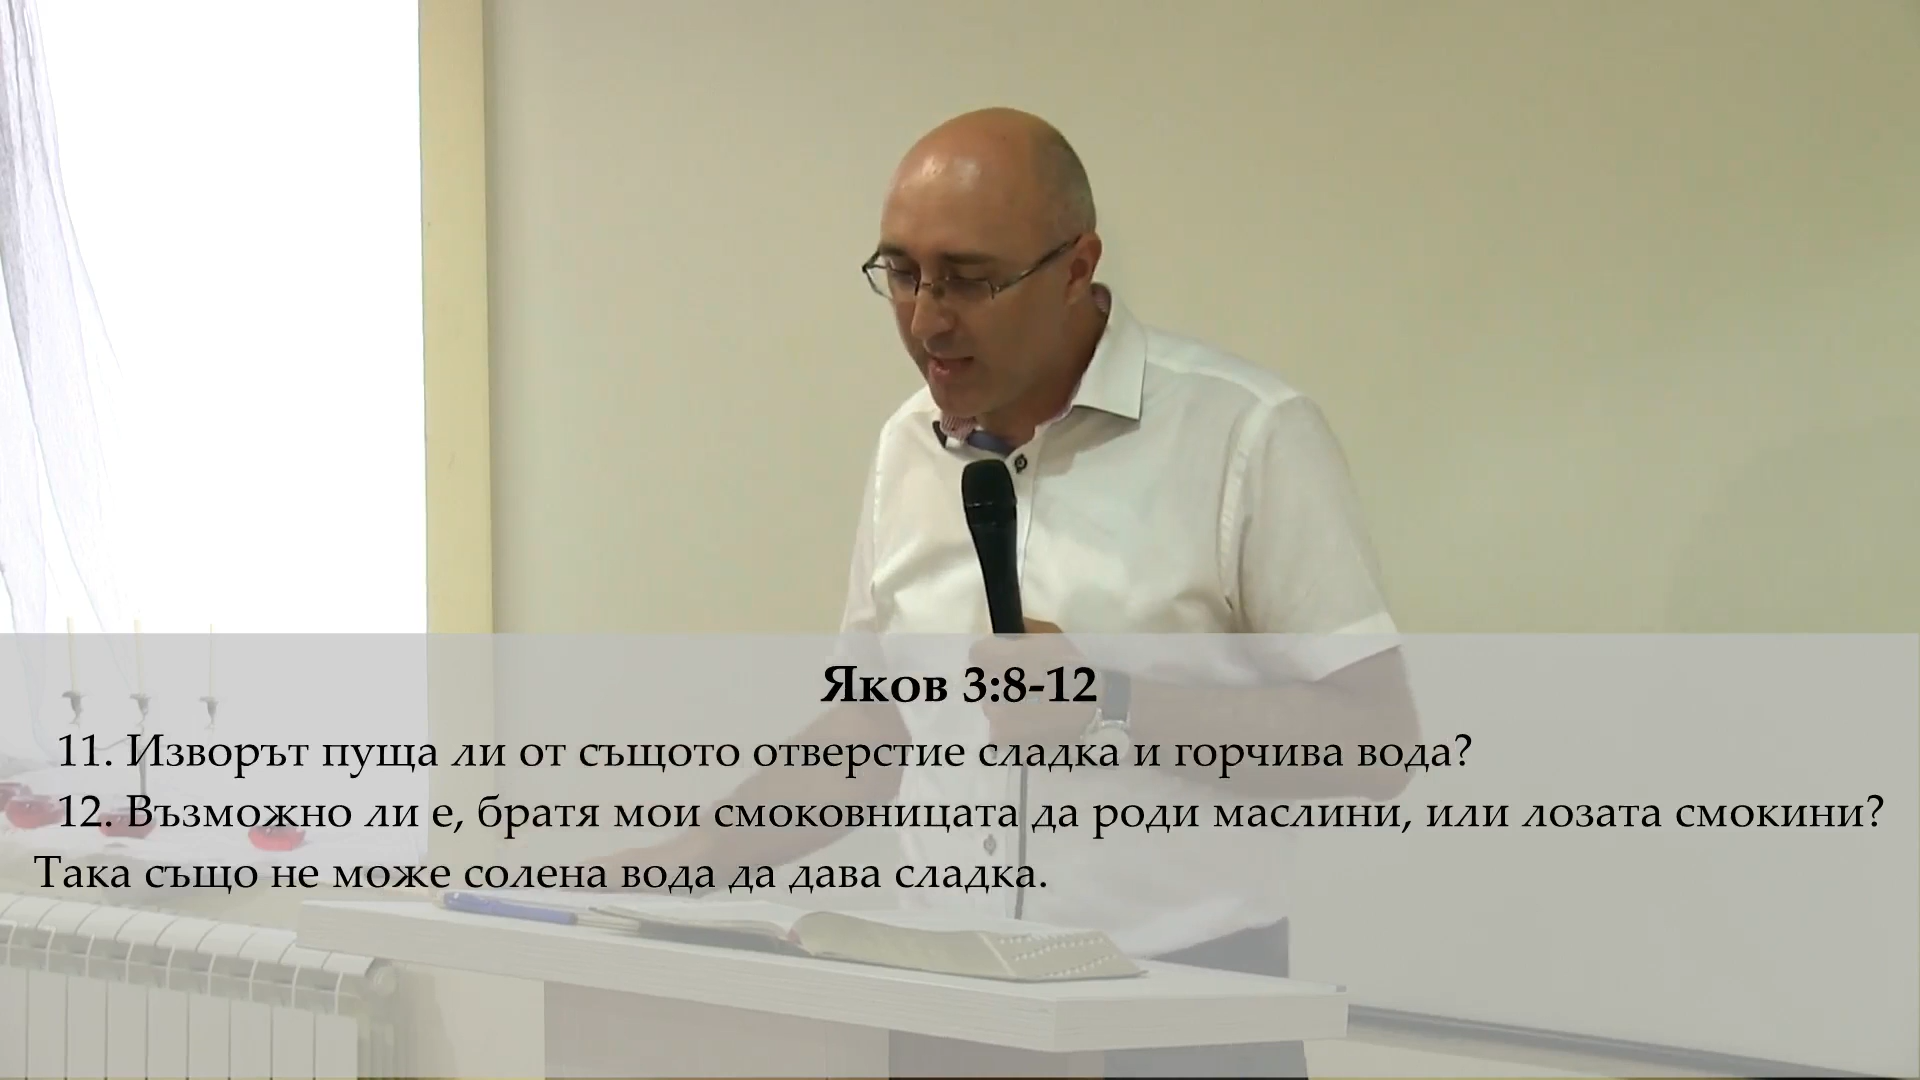 Яков 3:8-12
11. Изворът пуща ли от същото отверстие сладка и горчива вода?
12. Възможно ли е, братя мои смоковницата да роди маслини, или лозата смокини?
Така също не може солена вода да дава сладка.